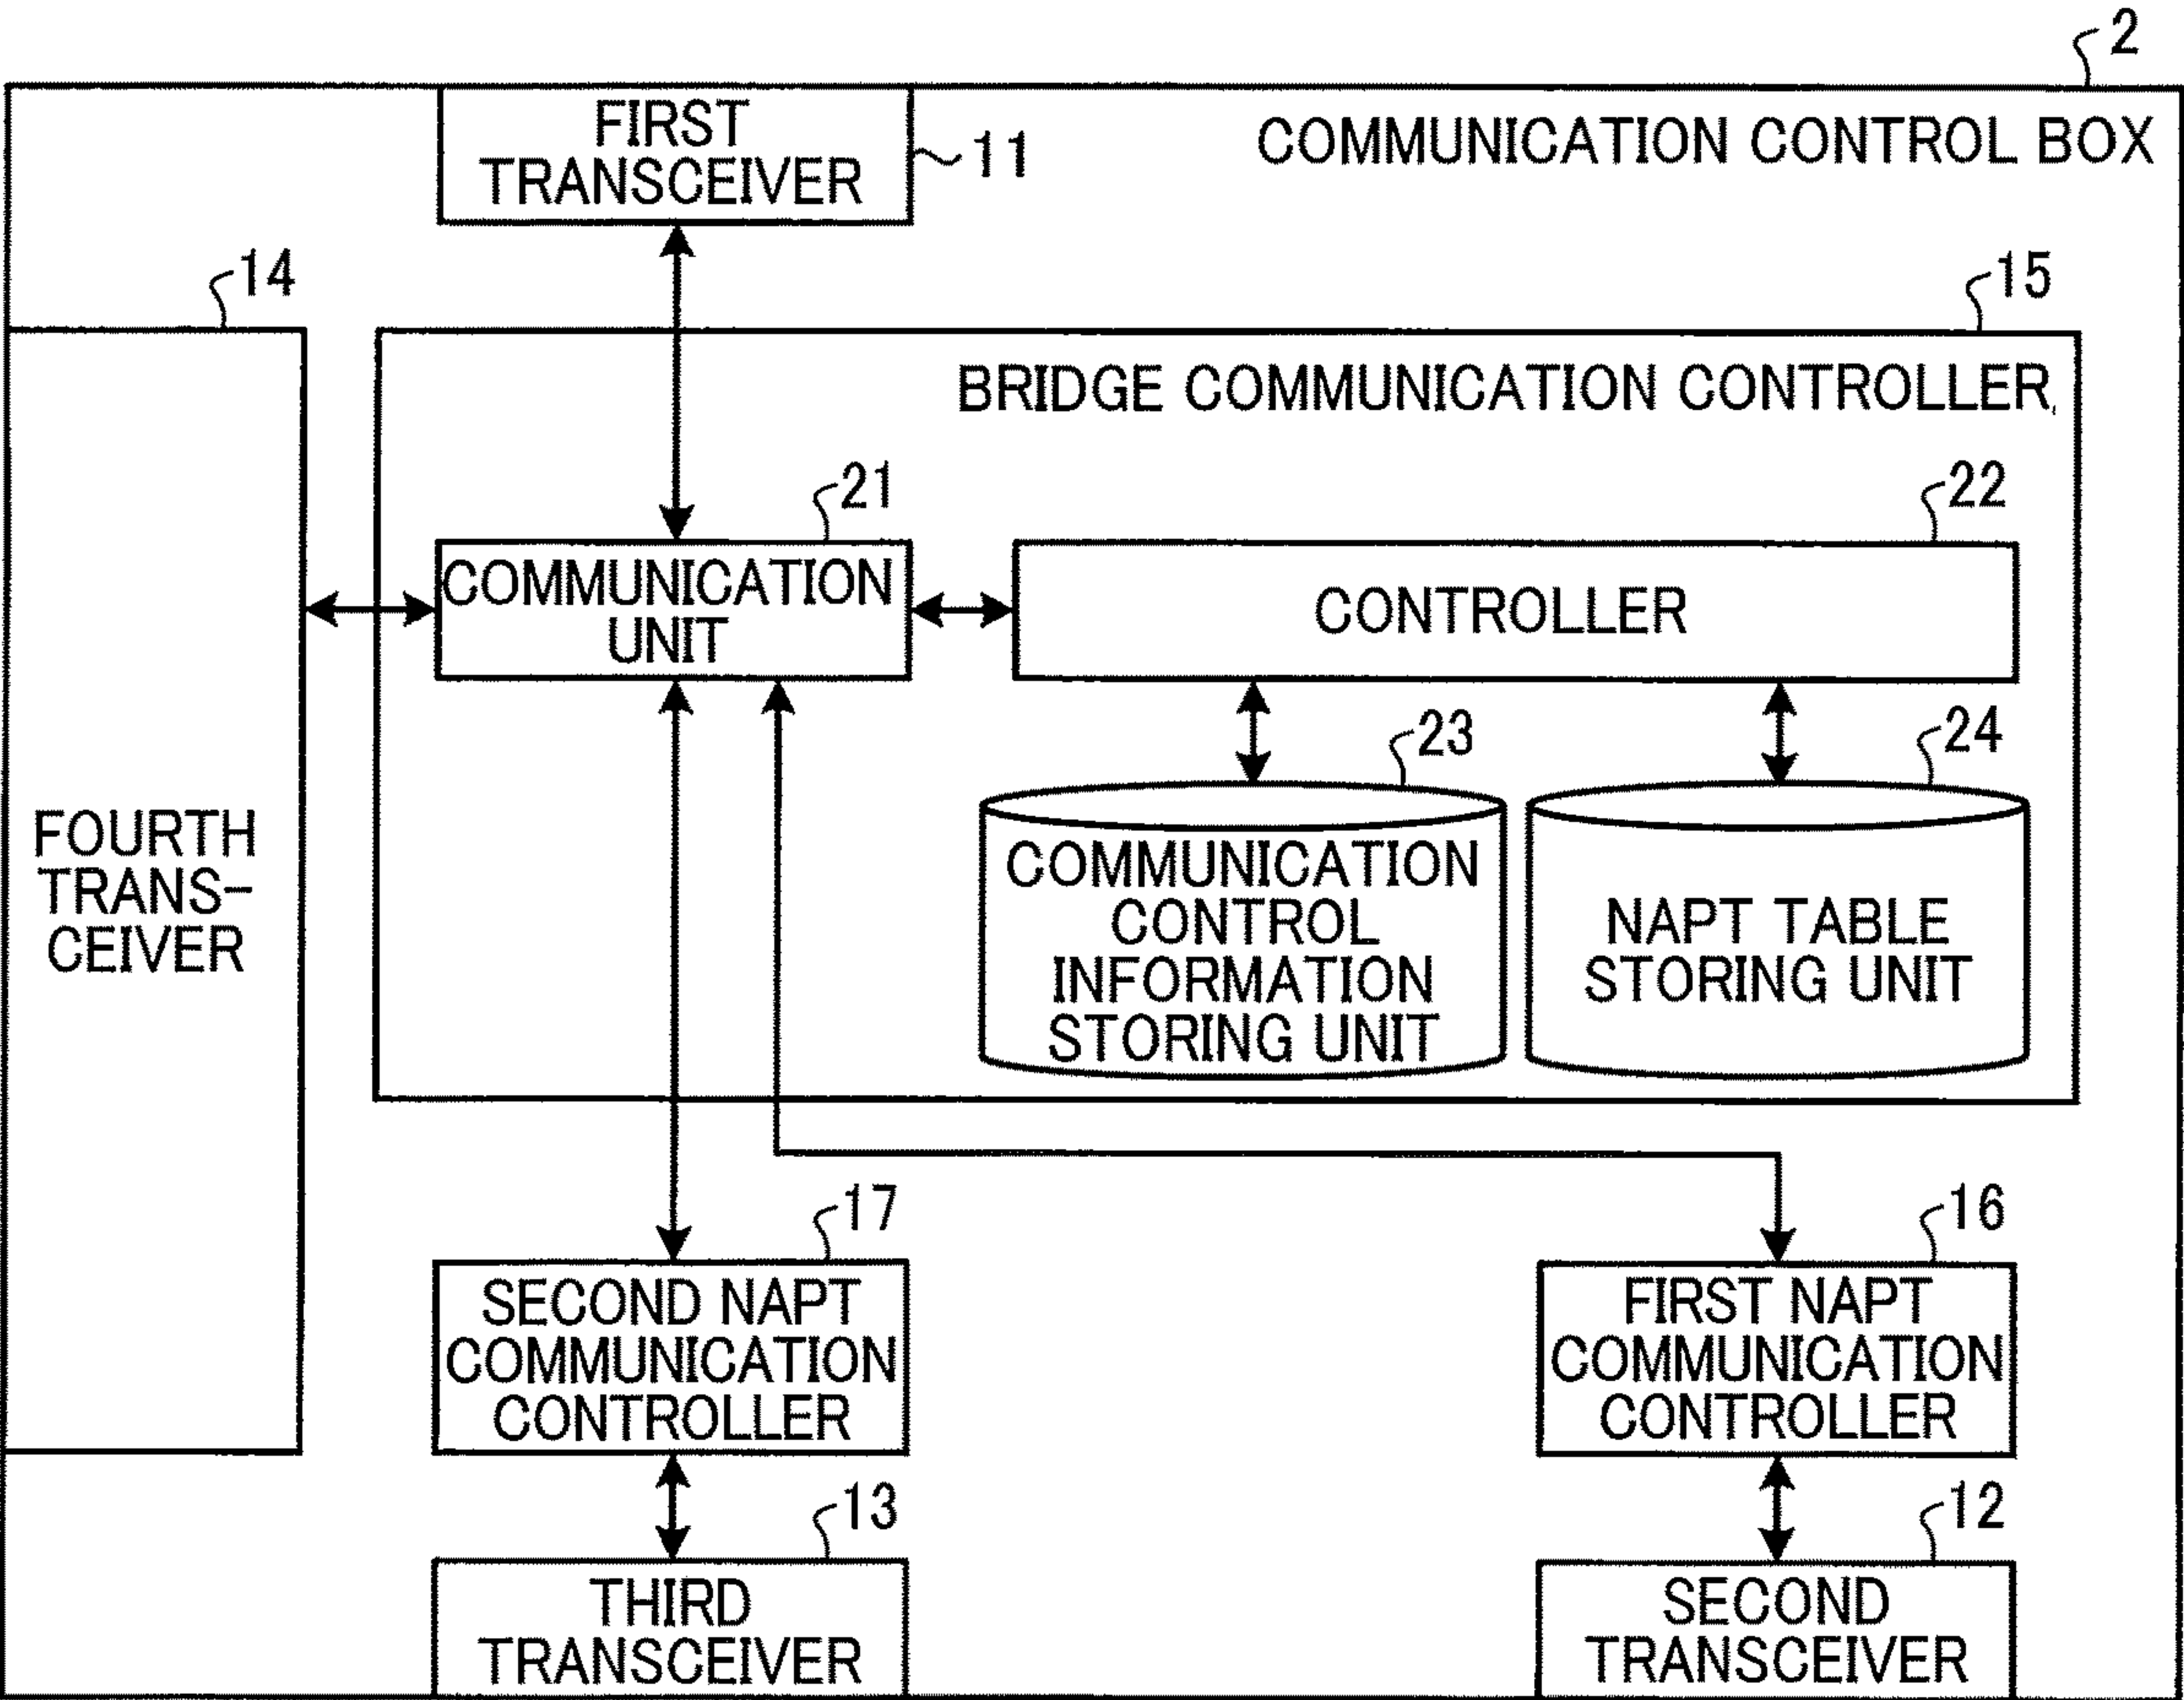 2
FIRST
TRANSCEIVER
11
COMMUNICATION CONTROL BOX
14
15
BRIDGE COMMUNICATION CONTROLLER
21
22
COMMUNICATION
UNIT
CONTROLLER
23
24
FOURTH
TRANS-
CEIVER
COMMUNICATION
CONTROL
INFORMATION
STORING UNIT
NAPT TABLE
STORING UNIT
17
16
SECOND NAPT
COMMUNICATION
CONTROLLER
FIRST NAPT
COMMUNICATION
CONTROLLER
13
12
THIRD
TRANSCEIVER
SECOND
TRANSCEIVER